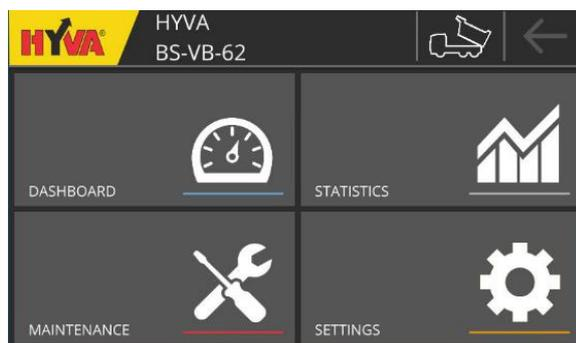 HYVA
HYVA
BS-VB-62
DASHBOARD
STATISTICS
MAINTENANCE
SETTINGS